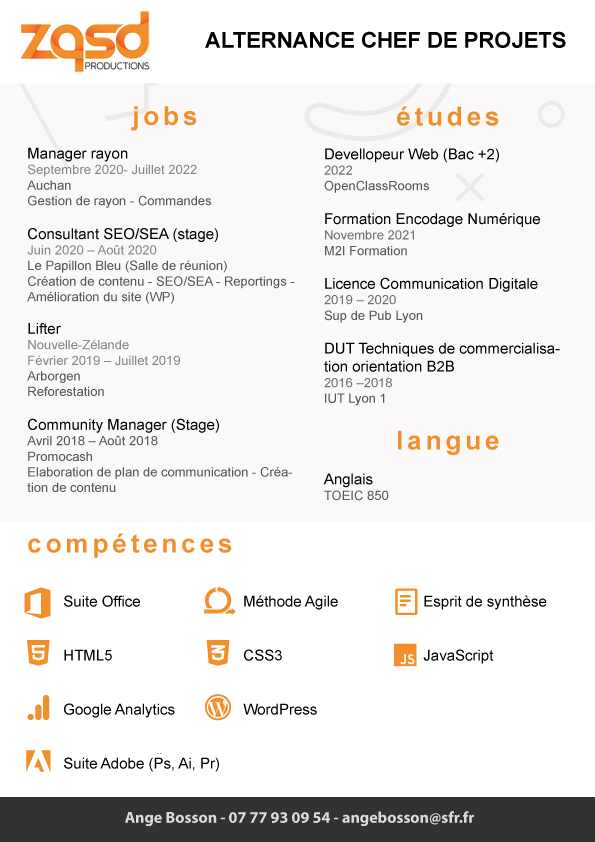 zqsd
PRODUCTIONS
ALTERNANCE CHEF DE PROJETS
jobs
Manager rayon
Septembre 2020- Juillet 2022
Auchan
Gestion de rayon - Commandes
Consultant SEO/SEA (stage)
Juin 2020 – Août 2020
Le Papillon Bleu (Salle de réunion)
Création de contenu - SEO/SEA - Reportings -
Amélioration du site (WP)
Lifter
Nouvelle-Zélande
Février 2019 – Juillet 2019
Arborgen
Reforestation
Community Manager (Stage)
Avril 2018 – Août 2018
Promocash
Elaboration de plan de communication - Créa-
tion de contenu
études
Devellopeur Web (Bac +2)
2022
OpenClassRooms
Formation Encodage Numérique
Novembre 2021
M2I Formation
Licence Communication Digitale
2019 – 2020
Sup de Pub Lyon
DUT Techniques de commercialisa-
tion orientation B2B
2016 –2018
IUT Lyon 1
langue
Anglais
TOEIC 850
compétences
Suite Office
Méthode Agile
Esprit de synthèse
HTML5
CSS3
JS JavaScript
Google Analytics
WordPress
Suite Adobe (Ps, Ai, Pr)
Ange Bosson - 07 77 93 09 54 - angebosson@sfr.fr